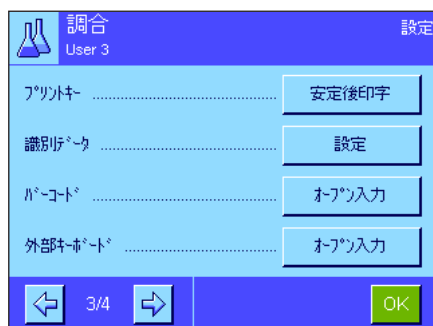 調合
設定
User 3
プリントキー ................................................ 安定後印字
識別データ ................................................ 設定
バーコード ................................................ オープン入力
外部キーボード ....................................... オープン入力
3/4
OK